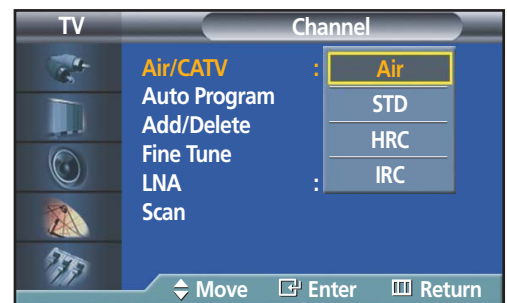 TV Channel
Air/CATV : Air
Auto Program STD
Add/Delete HRC
Fine Tune IRC
LNA :
Scan
Move Enter Return